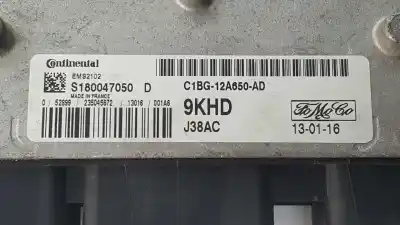 Continental
EMS2102
S180047050 D
MADE IN FRANCE
C1BG-12A650-AD
9KHD
J38AC
FoMoCo
13-01-16